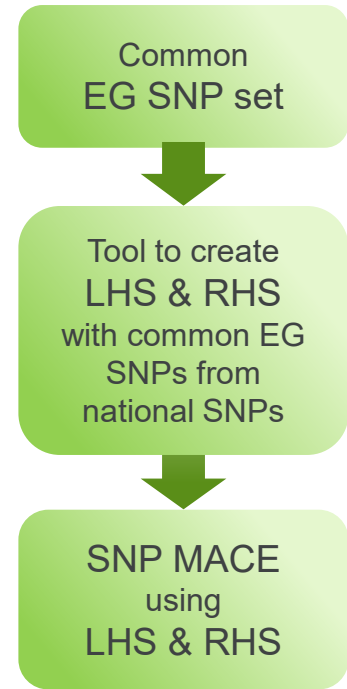 Common
EG SNP set
Tool to create
LHS & RHS
with common EG
SNPs from
national SNPs
SNP MACE
using
LHS & RHS